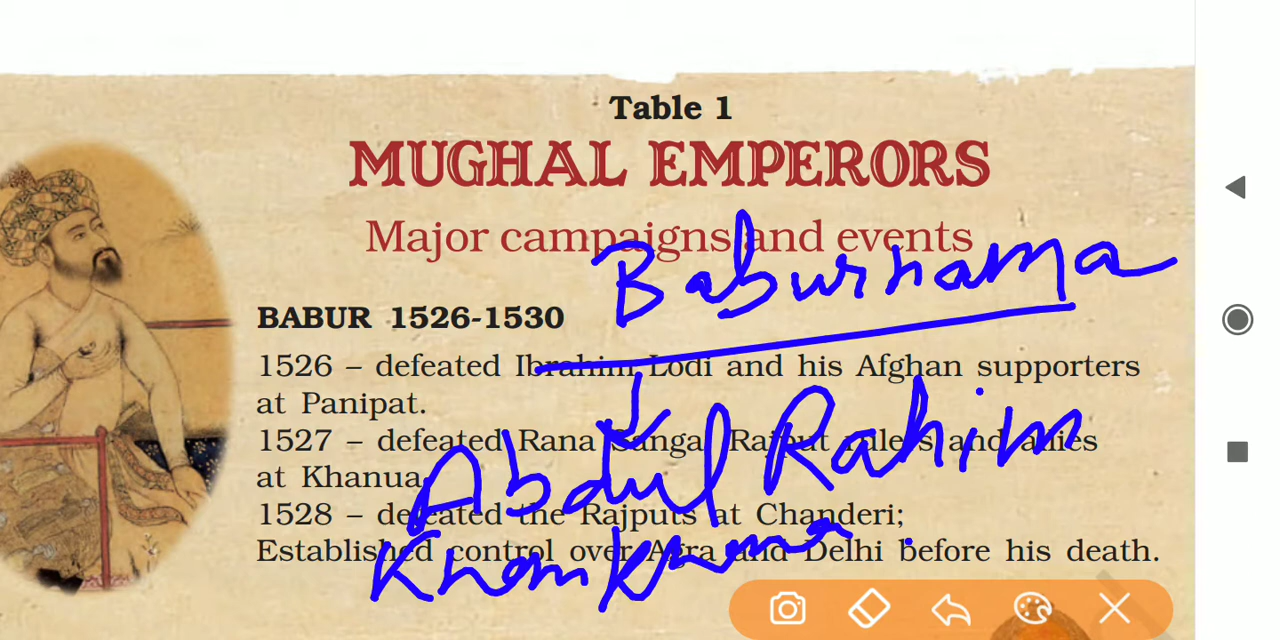 Table 1
MUGHAL EMPERORS
Major campaigns and events
Baburnama
BABUR 1526-1530
1526 – defeated Ibrahim Lodi and his Afghan supporters
at Panipat.
1527 – defeated Rana Sanga, Rajput rulers and allies
at Khanua.
Abdul Rahim
1528 – defeated the Rajputs at Chanderi;
Established control over Agra and Delhi before his death.